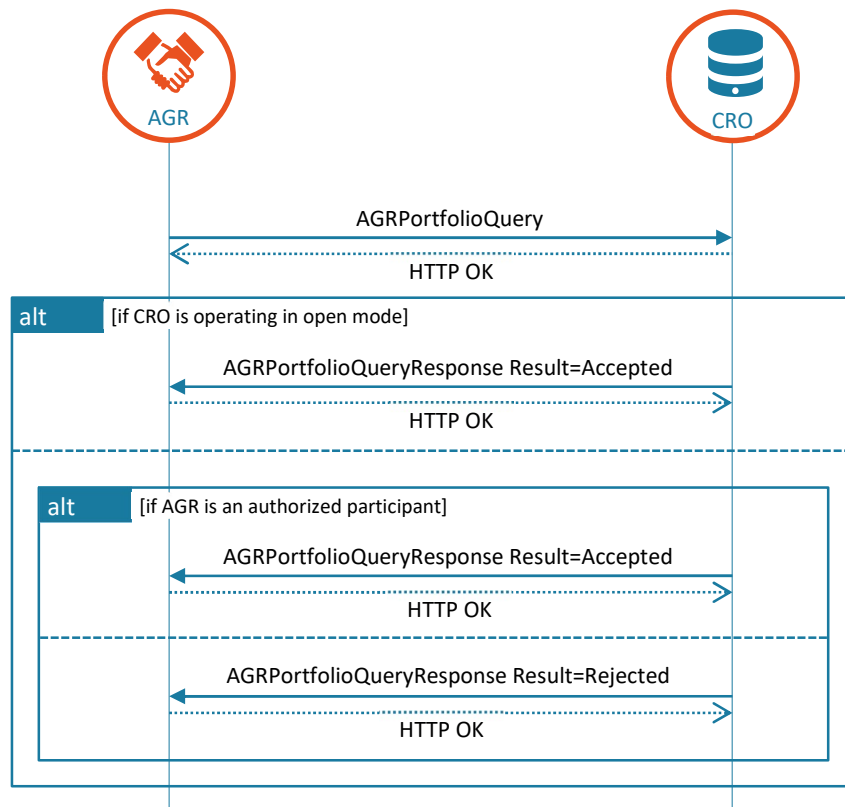 AGR
CRO
AGRPortfolioQuery
HTTP OK
alt
[if CRO is operating in open mode]
AGRPortfolioQueryResponse Result=Accepted
HTTP OK
alt
[if AGR is an authorized participant]
AGRPortfolioQueryResponse Result=Accepted
HTTP OK
AGRPortfolioQueryResponse Result=Rejected
HTTP OK